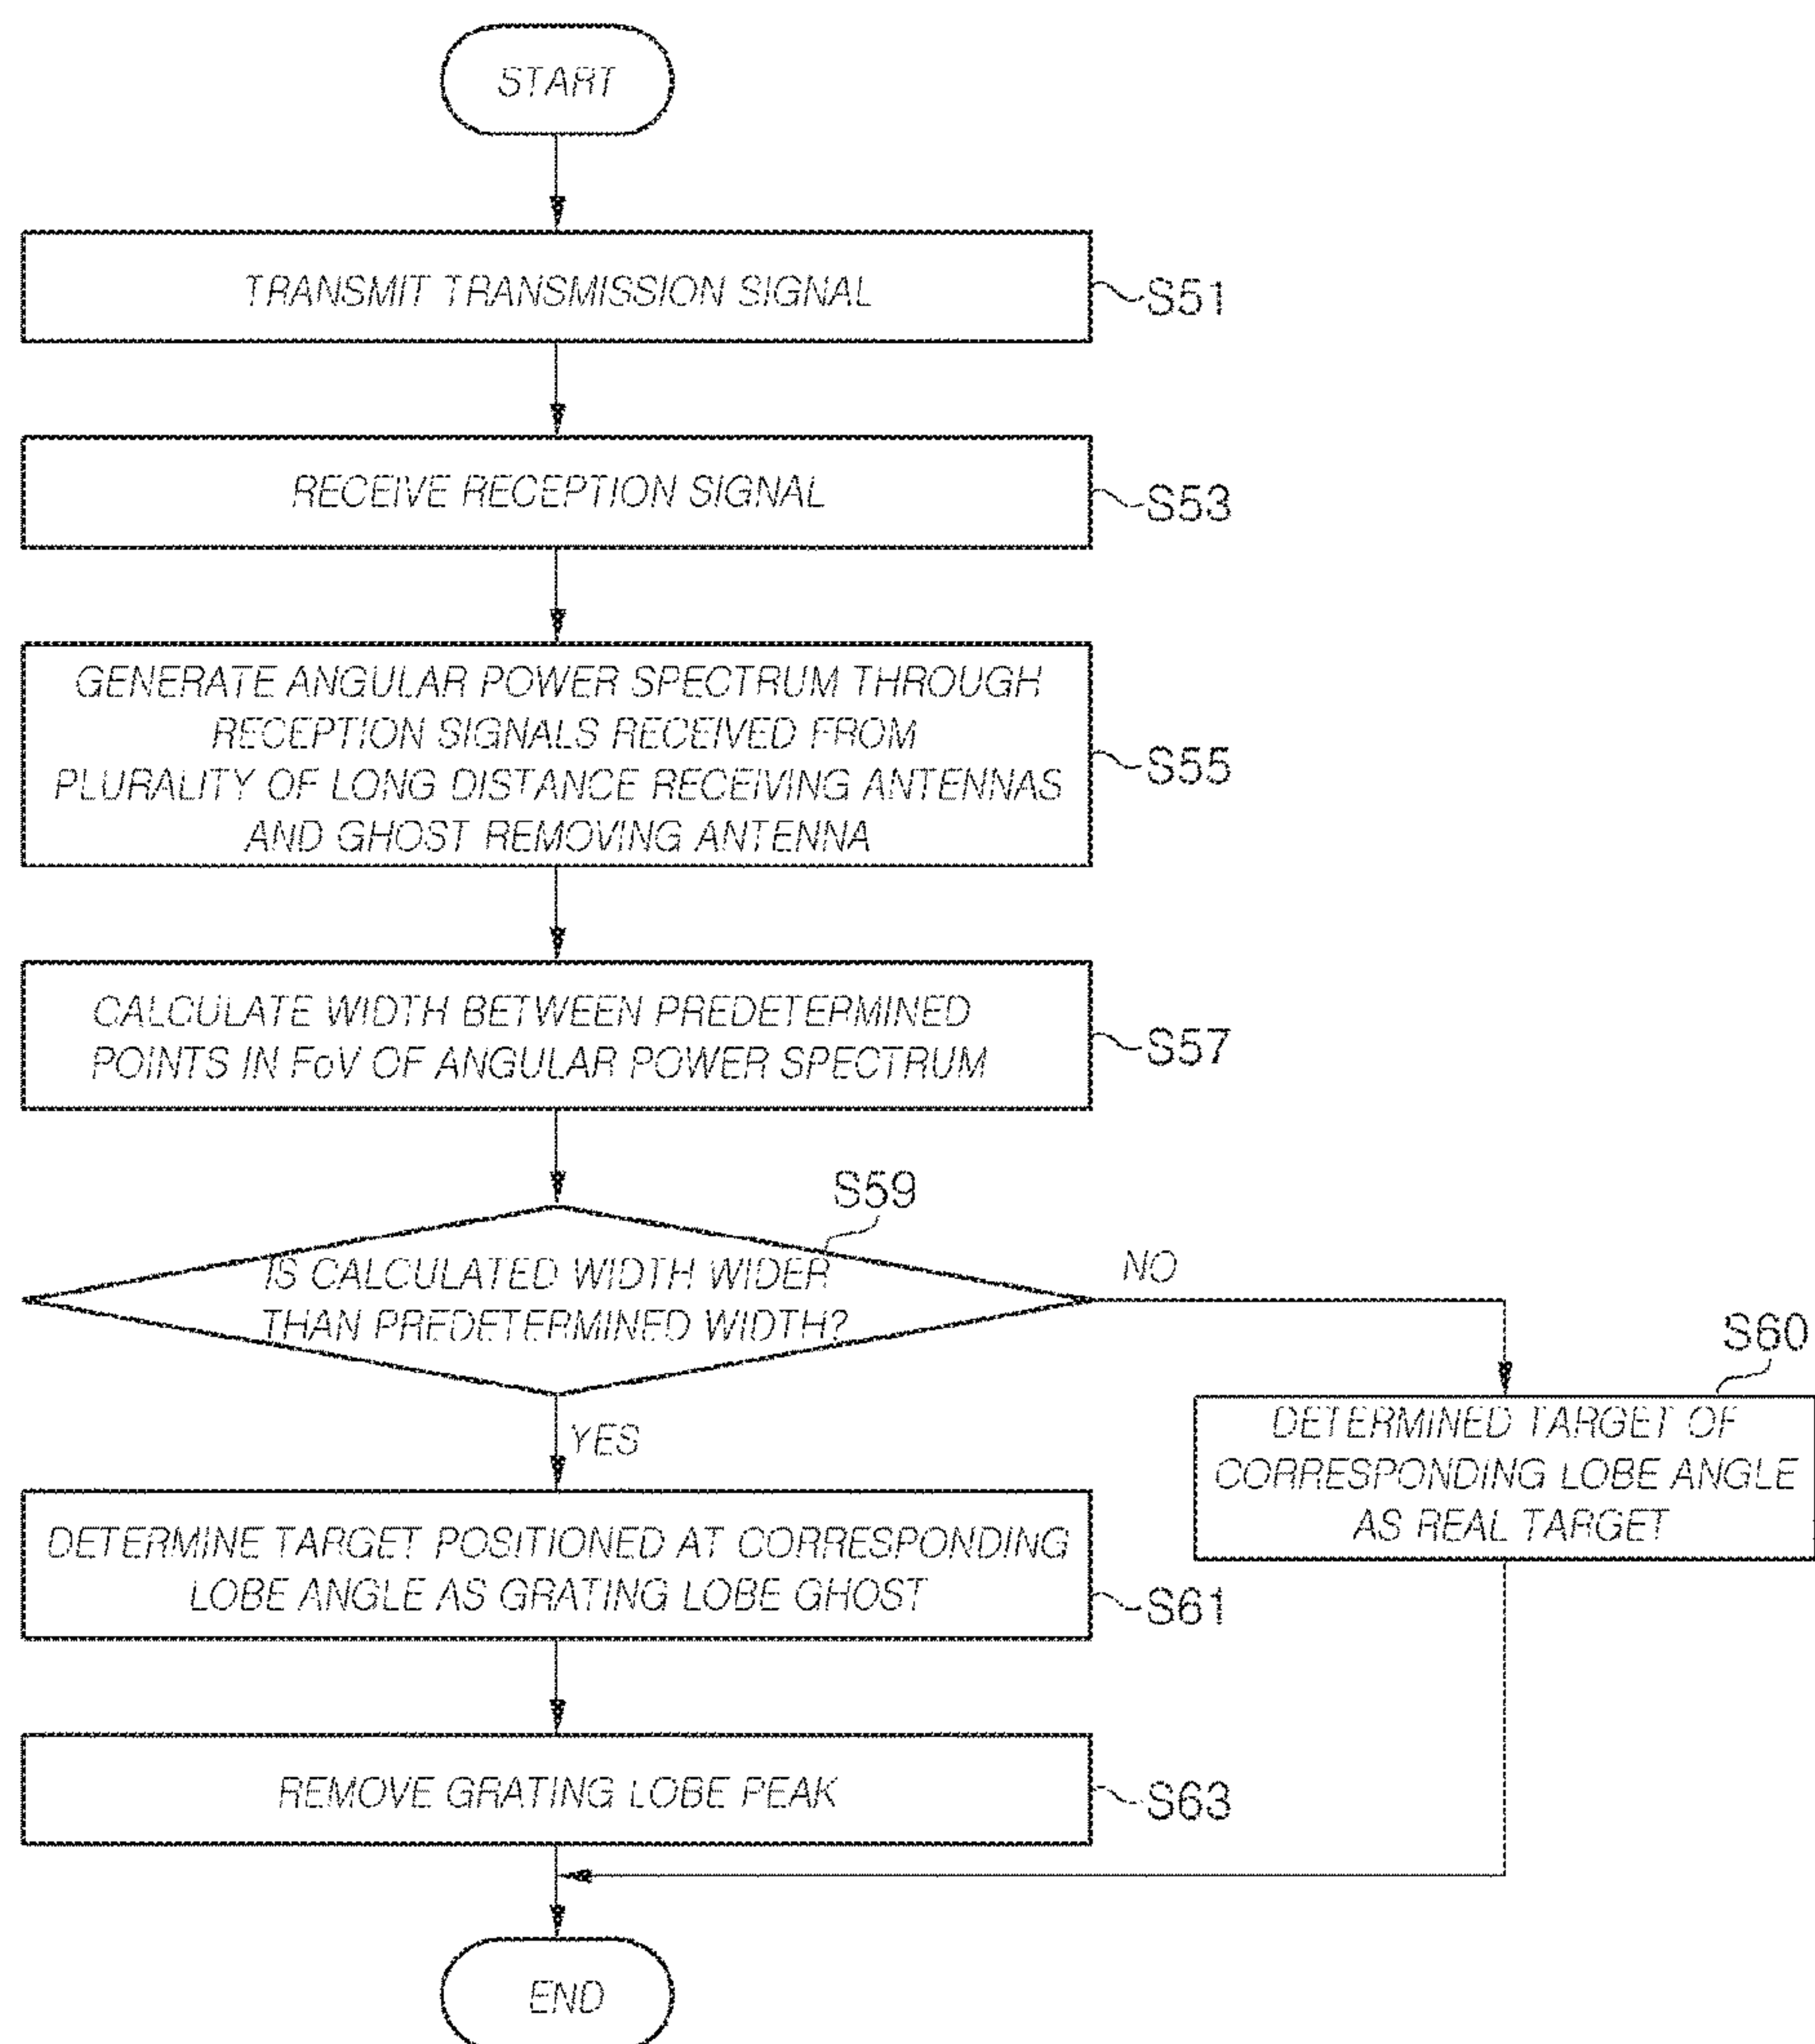 START
TRANSMIT TRANSMISSION SIGNAL
S51
RECEIVE RECEPTION SIGNAL
S53
GENERATE ANGULAR POWER SPECTRUM THROUGH
RECEPTION SIGNALS RECEIVED FROM
PLURALITY OF LONG DISTANCE RECEIVING ANTENNAS
AND GHOST REMOVING ANTENNA
S55
CALCULATE WIDTH BETWEEN PREDETERMINED
POINTS IN FoV OF ANGULAR POWER SPECTRUM
S57
S59
IS CALCULATED WIDTH WIDER
THAN PREDETERMINED WIDTH?
NO
S60
DETERMINED TARGET OF
CORRESPONDING LOBE ANGLE
AS REAL TARGET
YES
DETERMINE TARGET POSITIONED AT CORRESPONDING
LOBE ANGLE AS GRATING LOBE GHOST
S61
REMOVE GRATING LOBE PEAK
S63
END